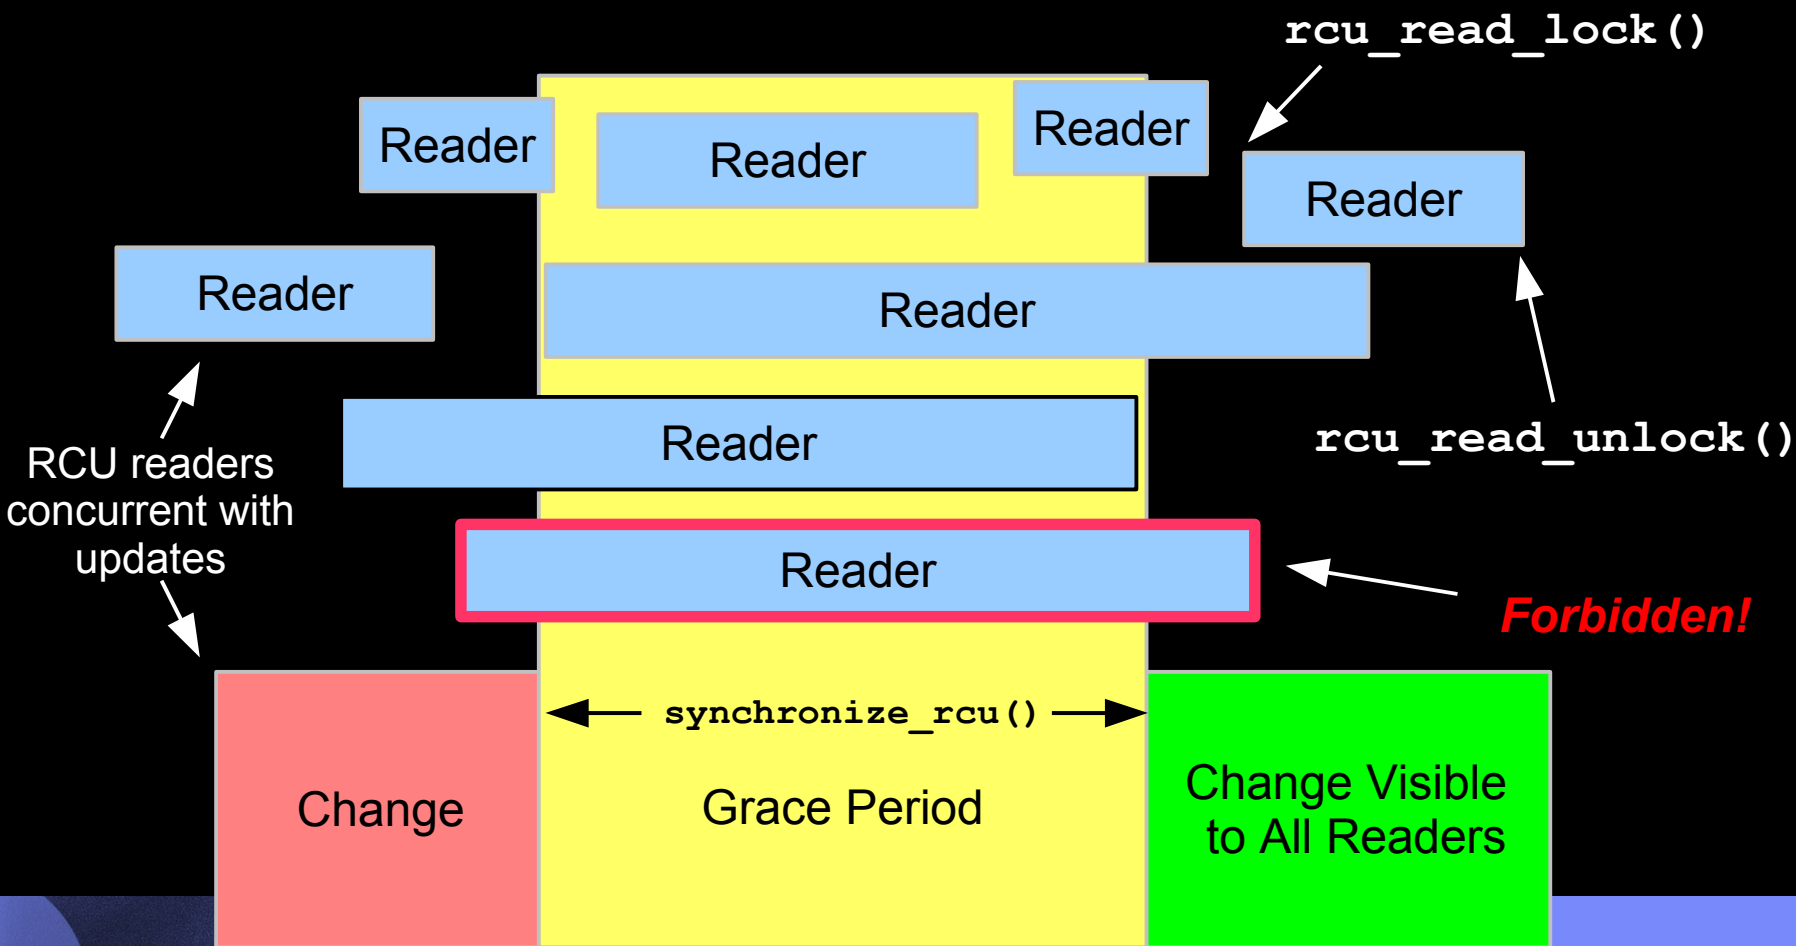 rcu_read_lock()
Reader
Reader
Reader
Reader
Reader
Reader
Reader
rcu_read_unlock()
RCU readers
concurrent with
updates
Reader
Forbidden!
synchronize_rcu()
Change
Grace Period
Change Visible
to All Readers